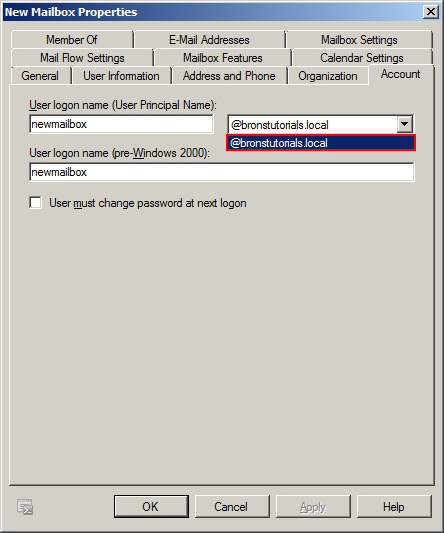 New Mailbox Properties
Member Of E-Mail Addresses Mailbox Settings
Mail Flow Settings Mailbox Features Calendar Settings
General User Information Address and Phone Organization Account
User logon name (User Principal Name):
newmailbox @bronstutorials.local
@bronstutorials.local
User logon name (pre-Windows 2000):
newmailbox
User must change password at next logon
OK Cancel Apply Help